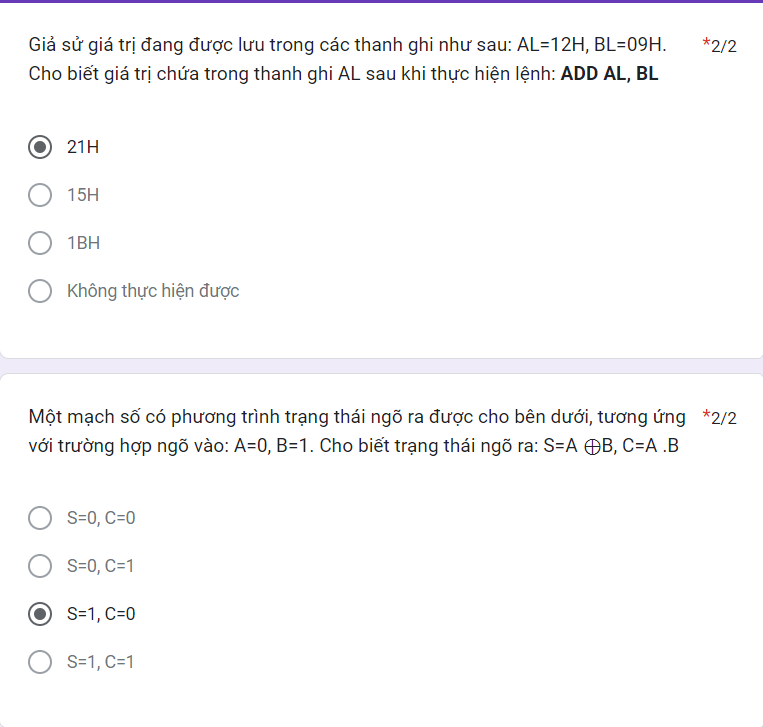 Giả sử giá trị đang được lưu trong các thanh ghi như sau: AL=12H, BL=09H. *2/2
Cho biết giá trị chứa trong thanh ghi AL sau khi thực hiện lệnh: ADD AL, BL
21H
15H
1BH
Không thực hiện được
Một mạch số có phương trình trạng thái ngõ ra được cho bên dưới, tương ứng *2/2
với trường hợp ngõ vào: A=0, B=1. Cho biết trạng thái ngõ ra: S=A ⊕B, C=A .B
S=0, C=0
S=0, C=1
S=1, C=0
S=1, C=1